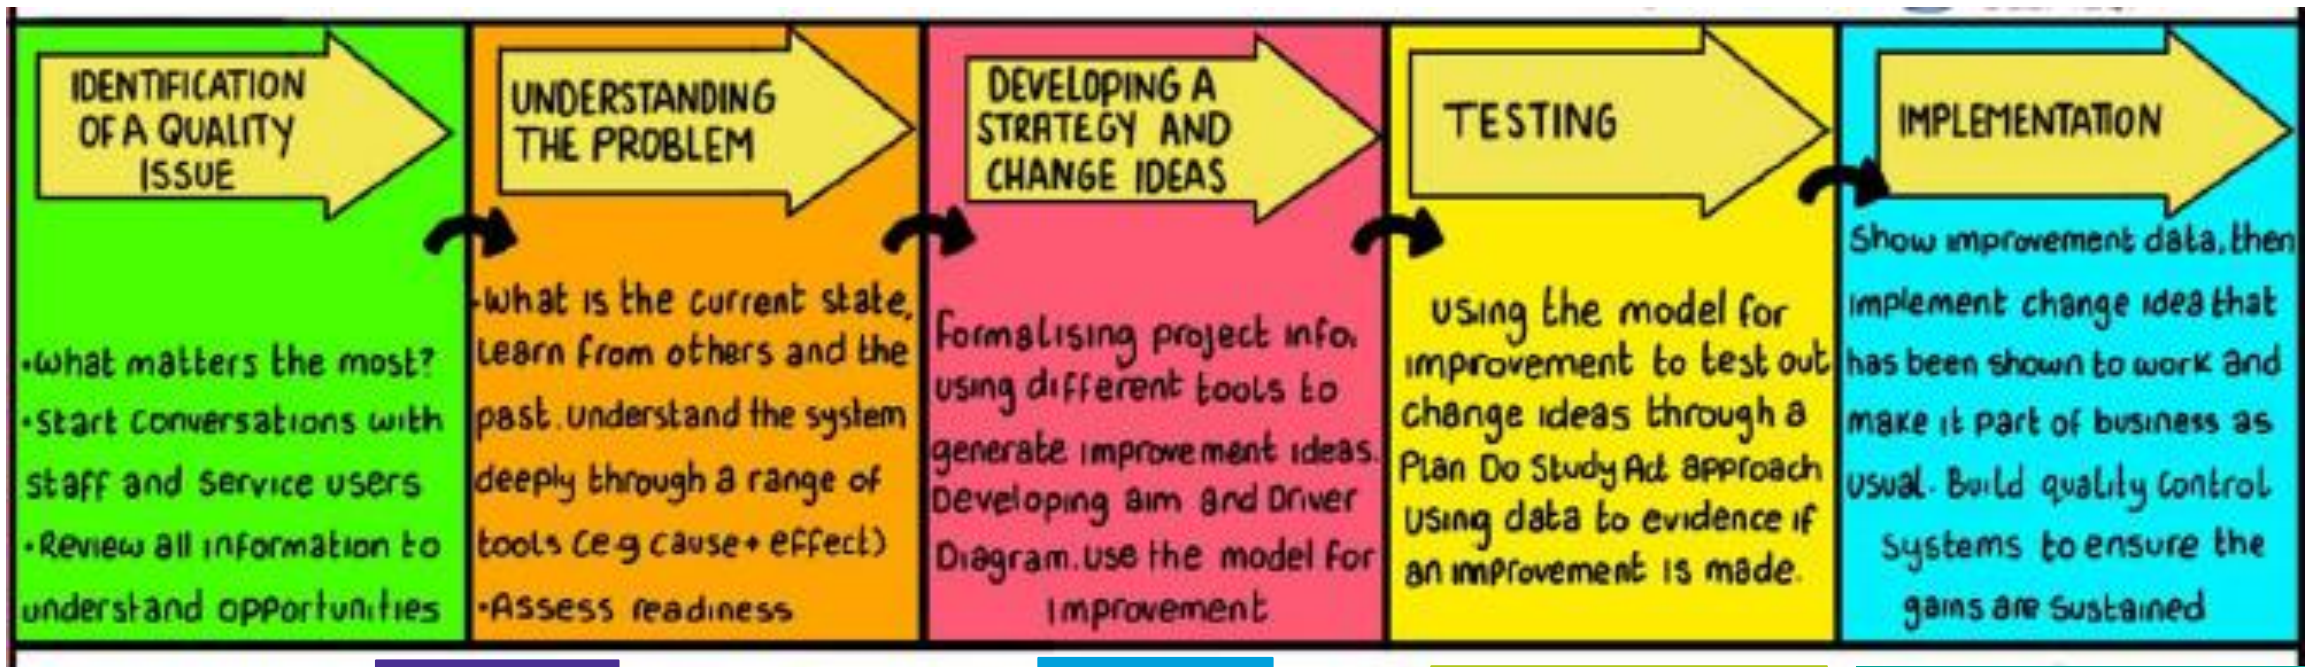 IDENTIFICATION
OF A QUALITY
ISSUE
•What matters the most?
•Start conversations with
staff and service users
•Review all information to
understand opportunities
UNDERSTANDING
THE PROBLEM
•What is the current state,
Learn from others and the
past. Understand the system
deeply through a range of
tools (e.g cause + effect)
•Assess readiness
DEVELOPING A
STRATEGY AND
CHANGE IDEAS
Formalising project info.
using different tools to
generate improvement ideas.
Developing aim and Driver
Diagram. Use the model for
improvement
TESTING
Using the model for
improvement to test out
change ideas through a
Plan Do Study Act approach
using data to evidence if
an improvement is made.
IMPLEMENTATION
Show improvement data, then
implement change idea that
has been shown to work and
make it part of business as
usual. Build quality control
systems to ensure the
gains are sustained